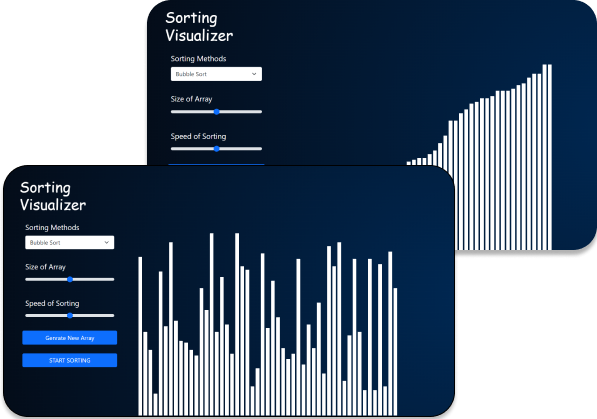 Sorting
Visualizer
Sorting Methods
Bubble Sort
Size of Array
Speed of Sorting
Sorting
Visualizer
Sorting Methods
Bubble Sort
Size of Array
Speed of Sorting
Genrate New Array
START SORTING